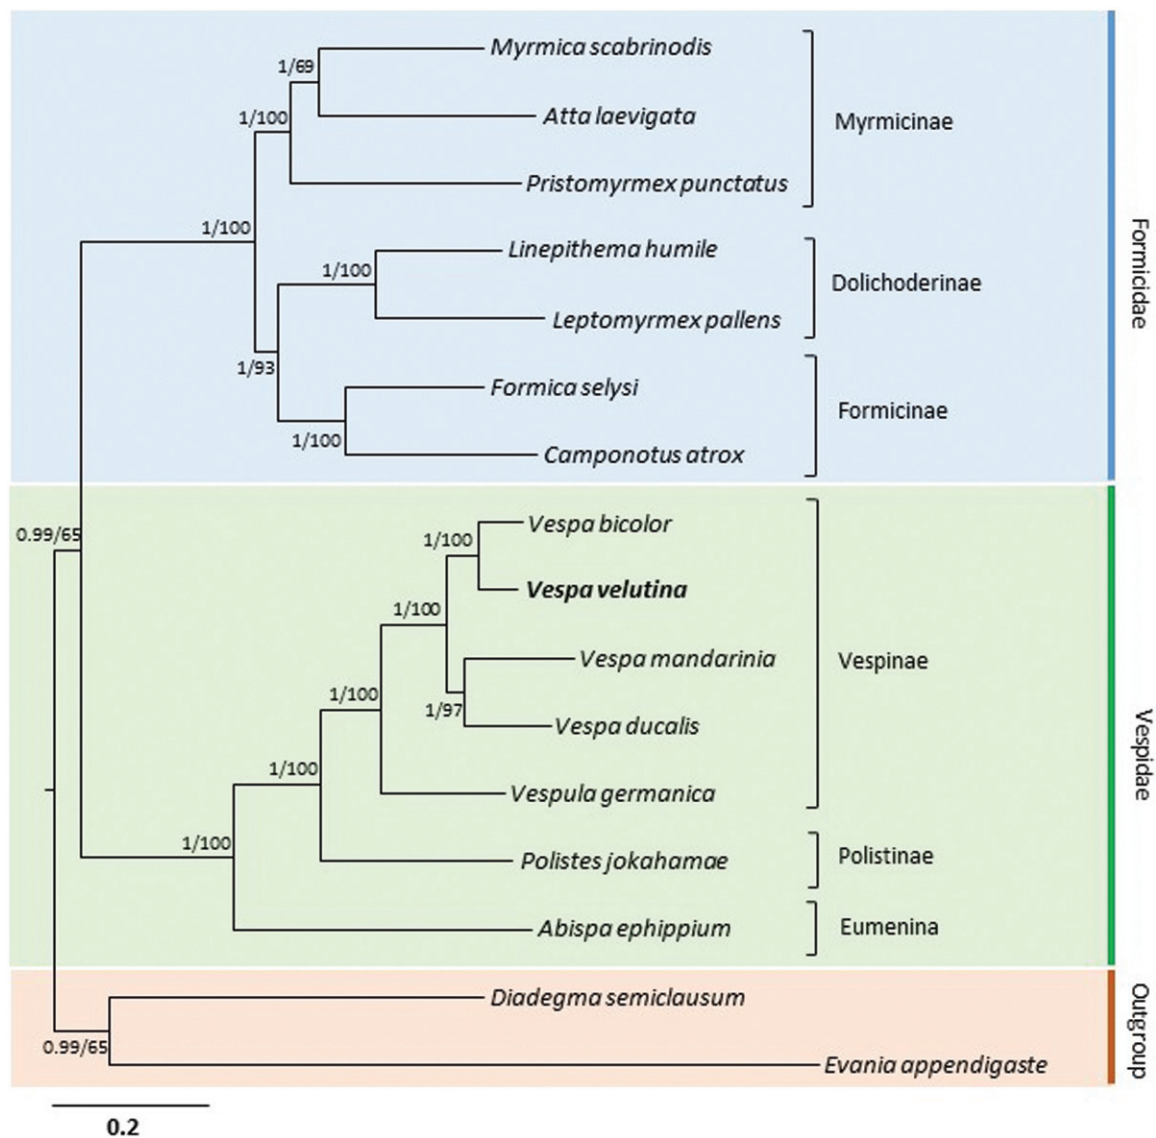 Myrmica scabrinodis
1/69
Atta laevigata
1/100
Myrmicinae
Pristomyrmex punctatus
1/100
Linepithema humile
1/100
Dolichoderinae
Leptomyrmex pallens
1/93
Formica selysi
Formicinae
1/100
Camponotus atrox
Formicidae
0.99/65
Vespa bicolor
1/100
Vespa velutina
1/100
Vespa mandarinia
Vespinae
1/100
1/97
Vespa ducalis
1/100
Vespula germanica
1/100
Polistes jokahamae
Polistinae
Abispa ephippium
Eumenina
Vespidae
Diadegma semiclausum
0.99/65
Evania appendigaste
Outgroup
0.2